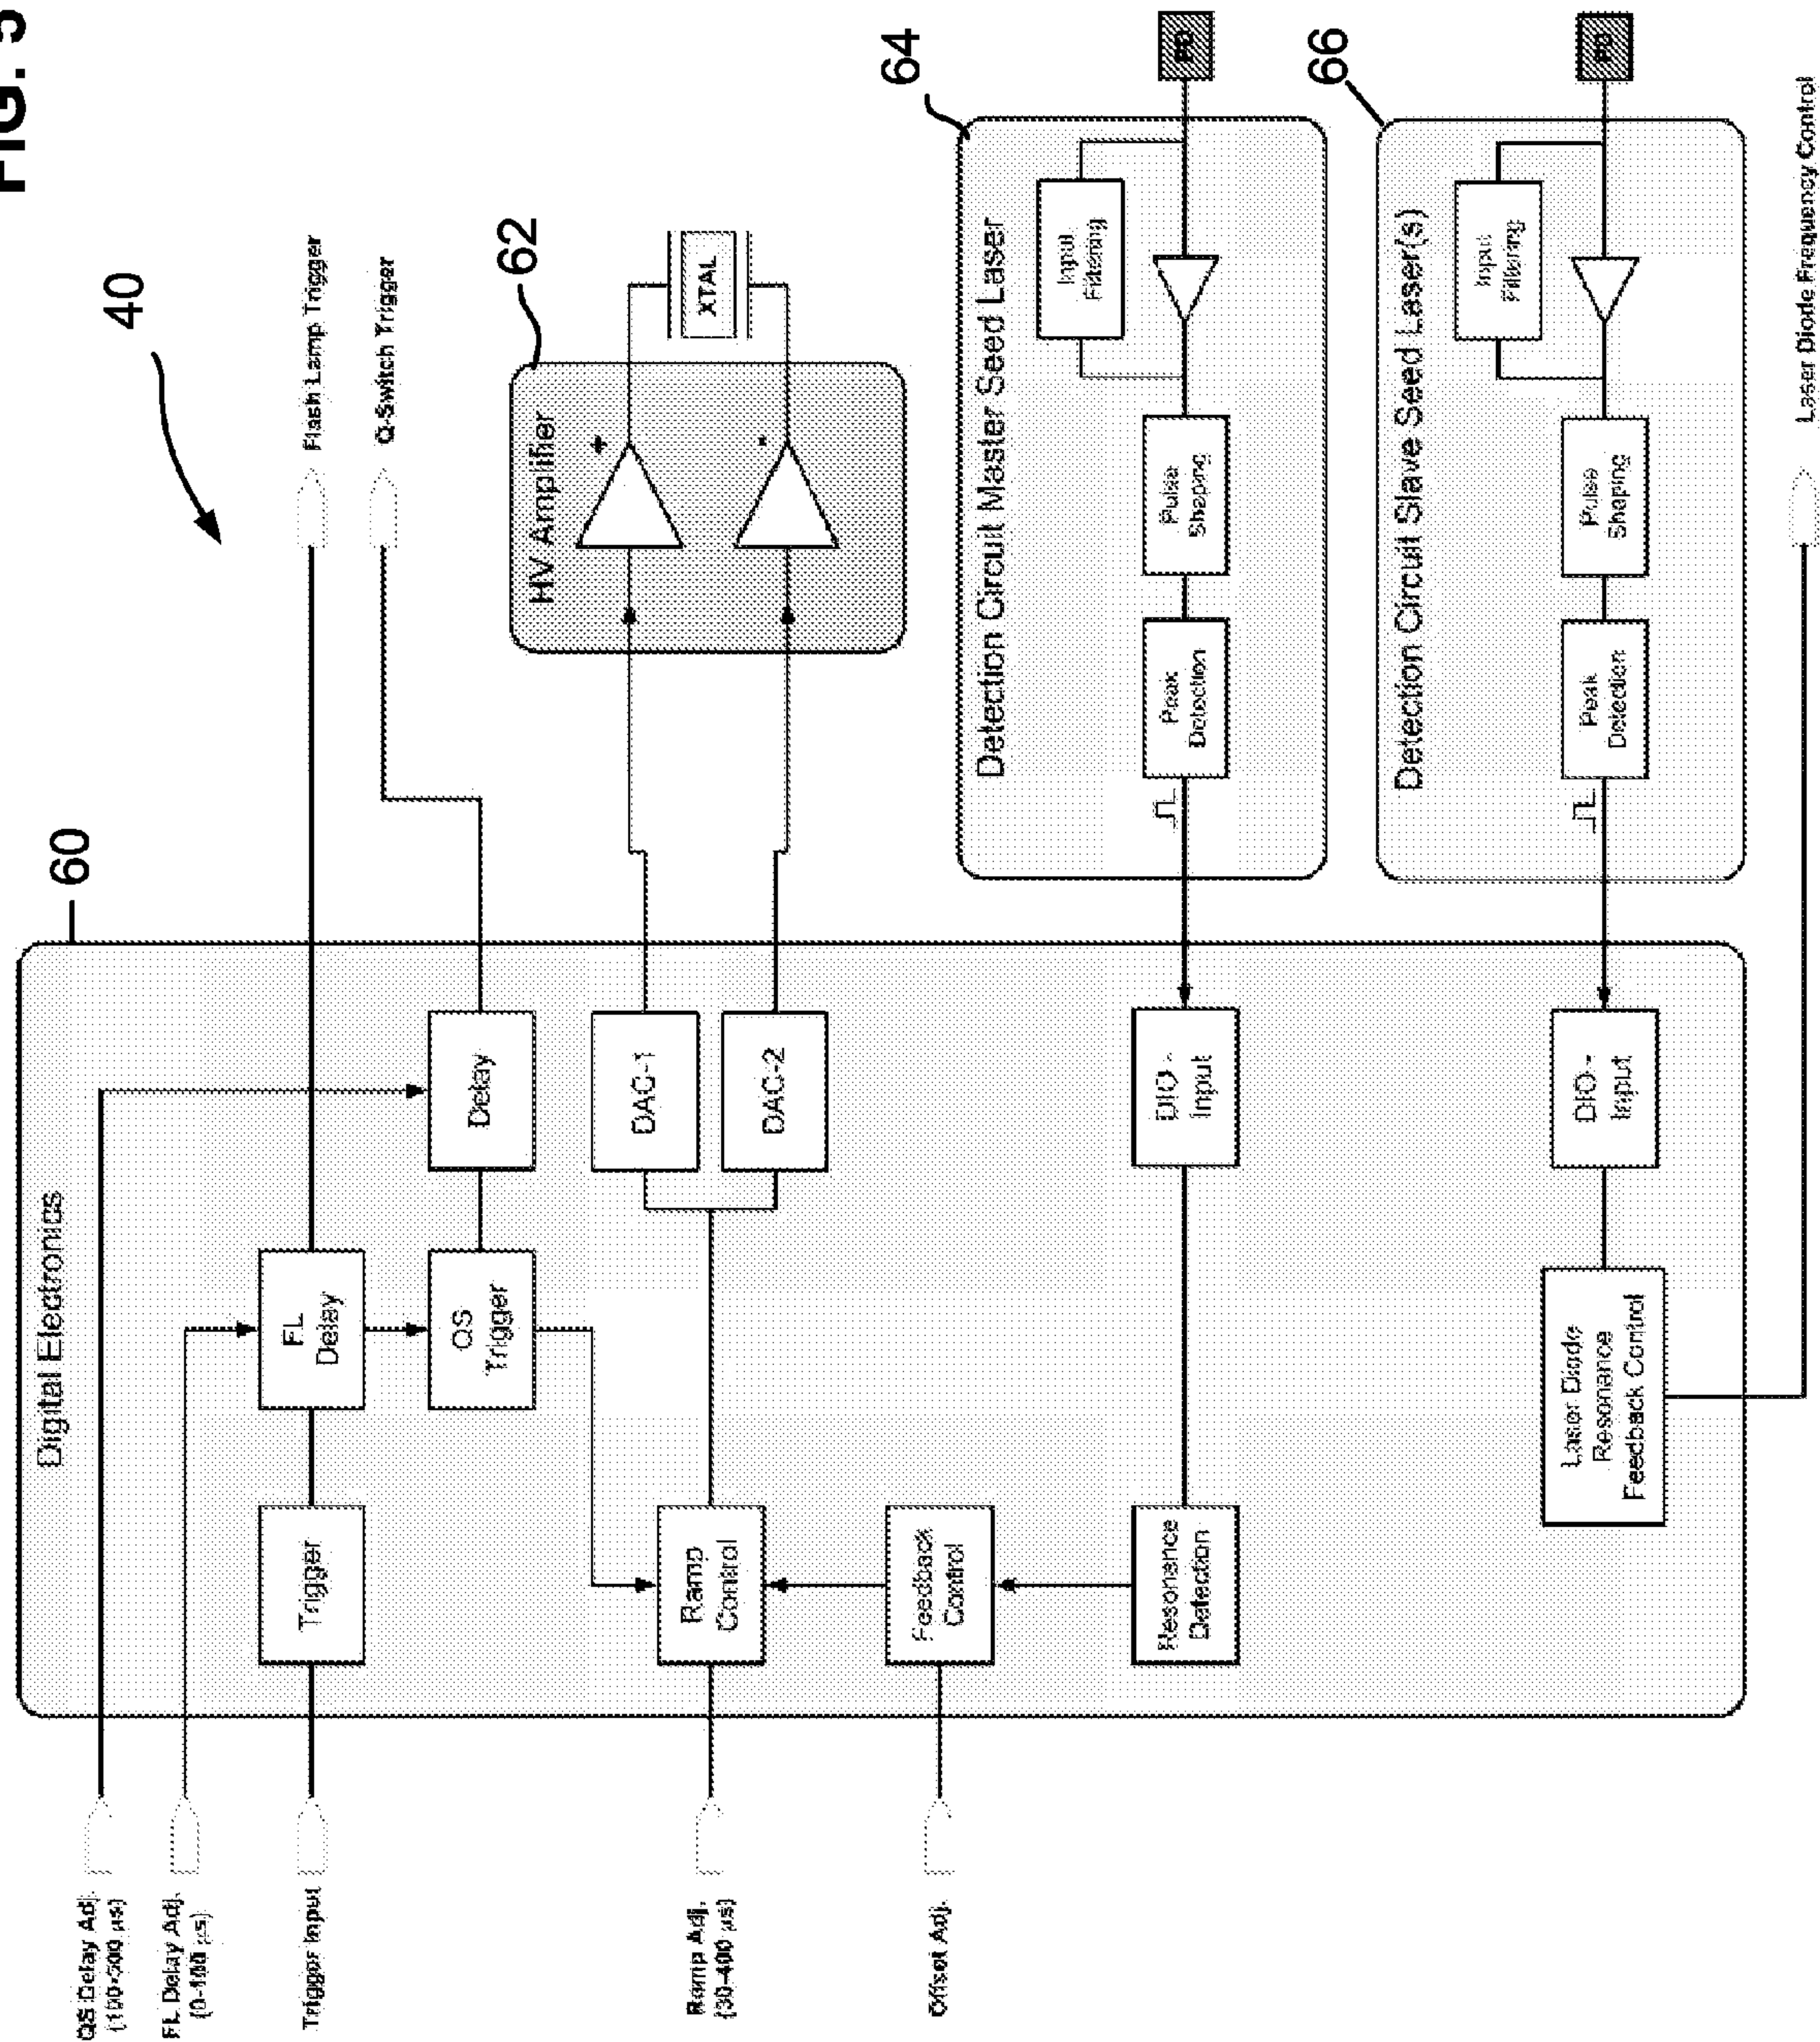 FIG. 5
40
60
Digital Electronics
QS Delay Adj.
(100-500 µs)
FL Delay Adj.
(0-100 µs)
Trigger Input
Trigger
FL
Delay
Flash Lamp Trigger
QS
Trigger
Delay
Q-Switch Trigger
Ramp Adj.
(30-400 µs)
Ramp
Control
DAC-1
DAC-2
62
HV Amplifier
+
-
XTAL
Offset Adj.
Feedback
Control
Resonance
Detection
DIO -
Input
64
Detection Circuit Master Seed Laser
Peak
Detection
Pulse
Shaping
Input
Filtering
PD
66
Detection Circuit Slave Seed Laser(s)
Peak
Detection
Pulse
Shaping
Input
Filtering
PD
DIO -
Input
Laser Diode
Resonance
Feedback Control
Laser Diode Frequency Control